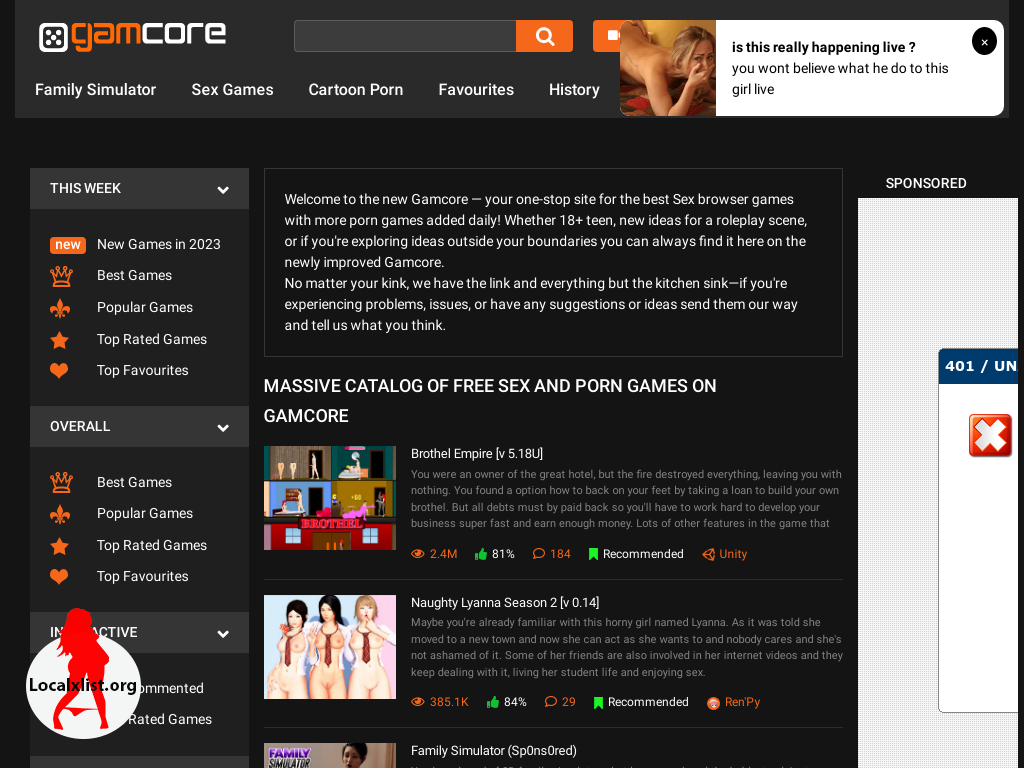 gamcore
is this really happening live ?
you wont believe what he do to this
girl live
×
Family Simulator
Sex Games
Cartoon Porn
Favourites
History
THIS WEEK
new New Games in 2023
Best Games
Popular Games
Top Rated Games
Top Favourites
OVERALL
Best Games
Popular Games
Top Rated Games
Top Favourites
Localxlist.org
Rated Games
Welcome to the new Gamcore — your one-stop site for the best Sex browser games
with more porn games added daily! Whether 18+ teen, new ideas for a roleplay scene,
or if you're exploring ideas outside your boundaries you can always find it here on the
newly improved Gamcore.
No matter your kink, we have the link and everything but the kitchen sink—if you're
experiencing problems, issues, or have any suggestions or ideas send them our way
and tell us what you think.
MASSIVE CATALOG OF FREE SEX AND PORN GAMES ON
GAMCORE
BROTHEL
Brothel Empire [v 5.18U]
You were an owner of the great hotel, but the fire destroyed everything, leaving you with
nothing. You found a option how to back on your feet by taking a loan to build your own
brothel. But all debts must by paid back so you'll have to work hard to develop your
business super fast and earn enough money. Lots of other features in the game that
2.4M 81% 184 Recommended Unity
Naughty Lyanna Season 2 [v 0.14]
Maybe you're already familiar with this horny girl named Lyanna. As it was told she
moved to a new town and now she can act as she wants to and nobody cares and she's
not ashamed of it. Some of her friends are also involved in her internet videos and they
keep dealing with it, living her student life and enjoying sex.
385.1K 84% 29 Recommended Ren'Py
FAMILY
SIMULATOR
Family Simulator (Sp0ns0red)
SPONSORED
401 / UN